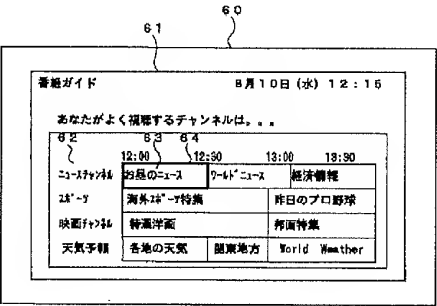 60
61
番組ガイド 8月10日(水) 12:15
あなたがよく視聴するチャンネルは。。。
62 63 64
12:00 12:30 13:00 13:30
ニュースチャンネル お昼のニュース ワールドニュース 経済情報
スポーツ 海外スポーツ特集 昨日のプロ野球
映画チャンネル 特選洋画 邦画特集
天気予報 各地の天気 関東地方 World Weather